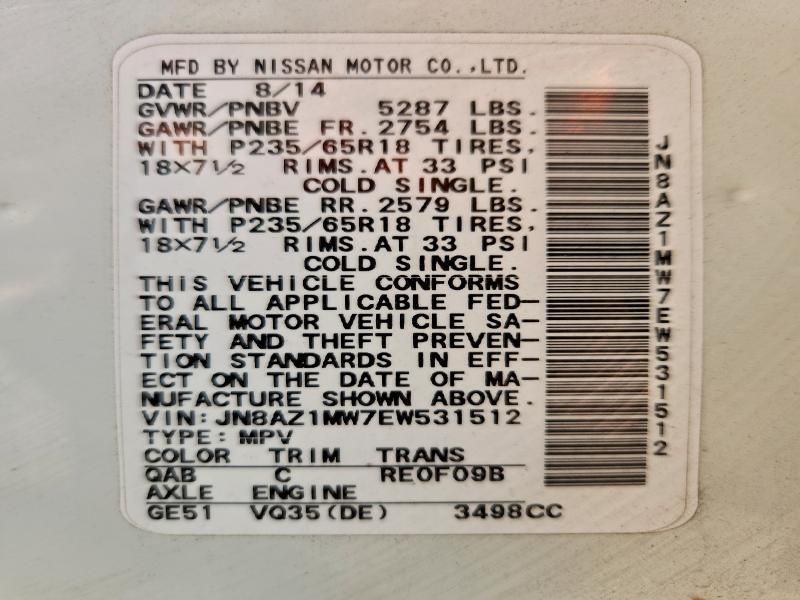 MFD BY NISSAN MOTOR CO.,LTD.
DATE 8/14
GVWR/PNBV 5287 LBS.
GAWR/PNBE FR. 2754 LBS.
WITH P235/65R18 TIRES,
18×7 1/2 RIMS.AT 33 PSI
COLD SINGLE.
GAWR/PNBE RR. 2579 LBS.
WITH P235/65R18 TIRES,
18×7 1/2 RIMS.AT 33 PSI
COLD SINGLE.
THIS VEHICLE CONFORMS
TO ALL APPLICABLE FED-
ERAL MOTOR VEHICLE SA-
FETY AND THEFT PREVEN-
TION STANDARDS IN EFF-
ECT ON THE DATE OF MA-
NUFACTURE SHOWN ABOVE.
VIN:JN8AZ1MW7EW531512
TYPE:MPV
COLOR TRIM TRANS
QAB C RE0F09B
AXLE ENGINE
GE51 VQ35(DE) 3498CC
JN8AZ1MW7EW531512